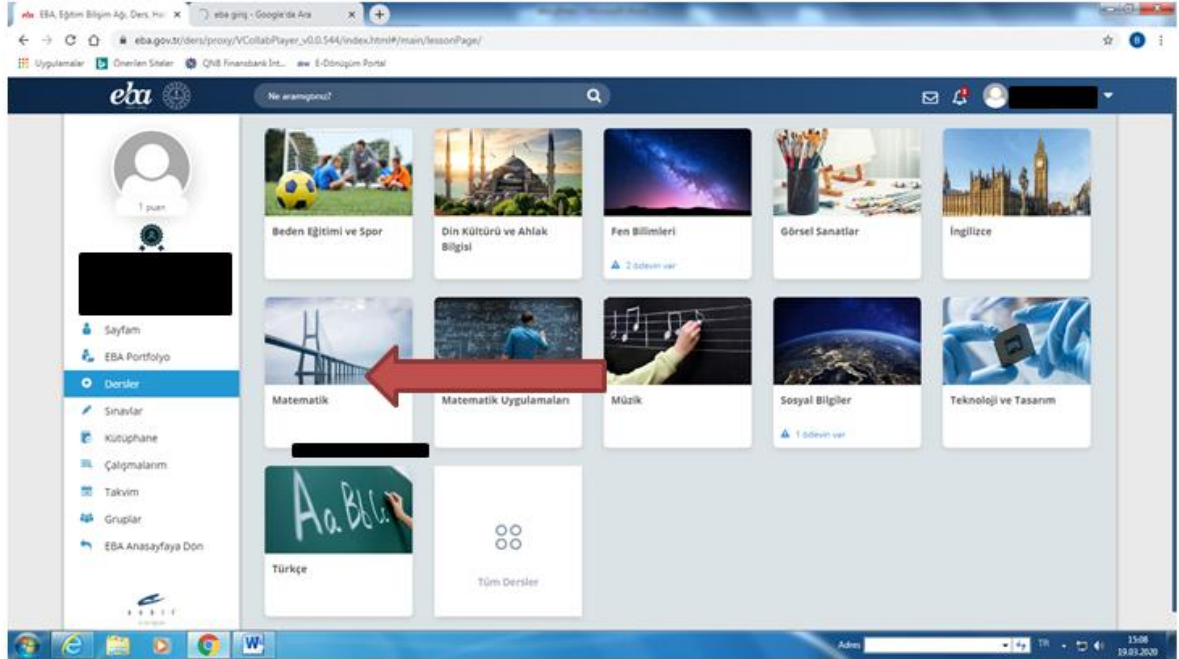 eba EBA, Eğitim Bilişim Ağı, Ders, Ha
eba giriş - Google'da Ara
eba.gov.tr/ders/proxy/VCollabPlayer_v0.0.544/index.html#/main/lessonPage/
B
Uygulamalar
Önerilen Siteler
QNB Finansbank İnt...
E-Dönüşüm Portal
eba
Ne aramıştınız?
1 puan
Sayfam
EBA Portfolyo
Dersler
Sınavlar
Kütüphane
Çalışmalarım
Takvim
Gruplar
EBA Anasayfaya Dön
Beden Eğitimi ve Spor
Din Kültürü ve Ahlak
Bilgisi
Fen Bilimleri
2 ödevin var
Görsel Sanatlar
İngilizce
Matematik
Matematik Uygulamaları
Müzik
Sosyal Bilgiler
1 ödevin var
Teknoloji ve Tasarım
Aa Bb
Türkçe
Tüm Dersler
Adres
TR
15:08
19.03.2020